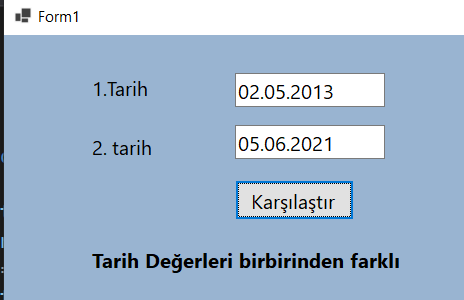 Form1
1.Tarih 02.05.2013
2. tarih 05.06.2021
Karşılaştır
Tarih Değerleri birbirinden farklı